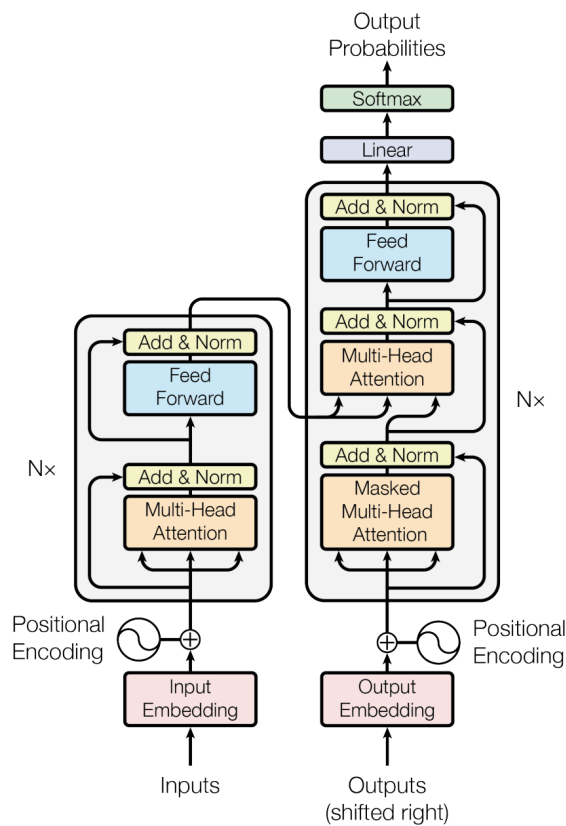 Output
Probabilities
Softmax
Linear
Add & Norm
Feed
Forward
Add & Norm
Multi-Head
Attention
Add & Norm
Masked
Multi-Head
Attention
N×
Add & Norm
Feed
Forward
Add & Norm
Multi-Head
Attention
N×
Positional
Encoding
Positional
Encoding
Input
Embedding
Output
Embedding
Inputs
Outputs
(shifted right)